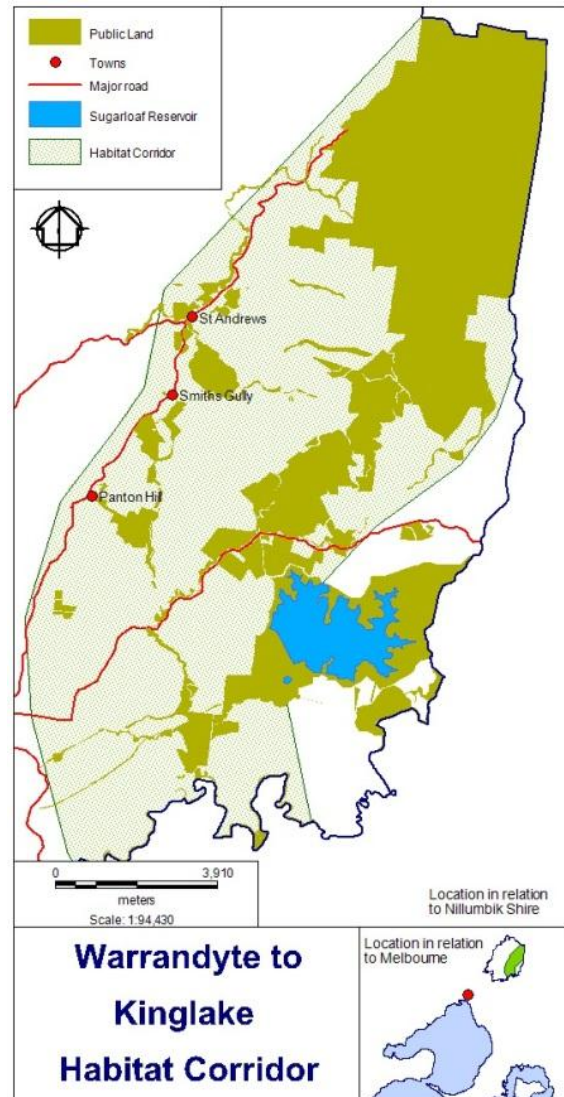 Public Land
Towns
Major road
Sugarloaf Reservoir
Habitat Corridor
St Andrews
Smiths Gully
Panton Hill
0 3,910
meters
Scale: 1:94,430
Location in relation
to Nillumbik Shire
Warrandyte to
Kinglake
Habitat Corridor
Location in relation
to Melbourne